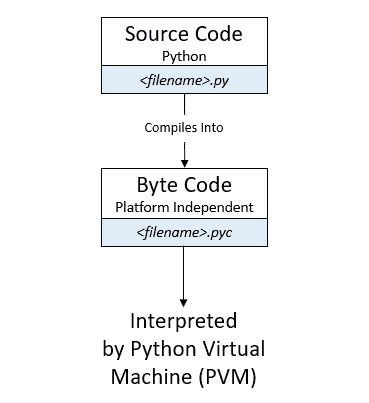 Source Code
Python
<filename>.py
Compiles Into
Byte Code
Platform Independent
<filename>.pyc
Interpreted
by Python Virtual
Machine (PVM)